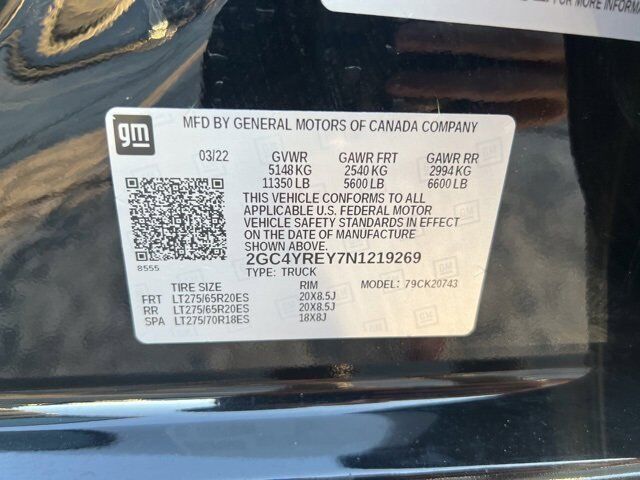 FOR MORE INFORMA
gm
MFD BY GENERAL MOTORS OF CANADA COMPANY
03/22 GVWR GAWR FRT GAWR RR
5148 KG 2540 KG 2994 KG
11350 LB 5600 LB 6600 LB
THIS VEHICLE CONFORMS TO ALL
APPLICABLE U.S. FEDERAL MOTOR
VEHICLE SAFETY STANDARDS IN EFFECT
ON THE DATE OF MANUFACTURE
SHOWN ABOVE.
8555 2GC4YREY7N1219269
TYPE: TRUCK
TIRE SIZE RIM MODEL: 79CK20743
FRT LT275/65R20ES 20X8.5J
RR LT275/65R20ES 20X8.5J
SPA LT275/70R18ES 18X8J